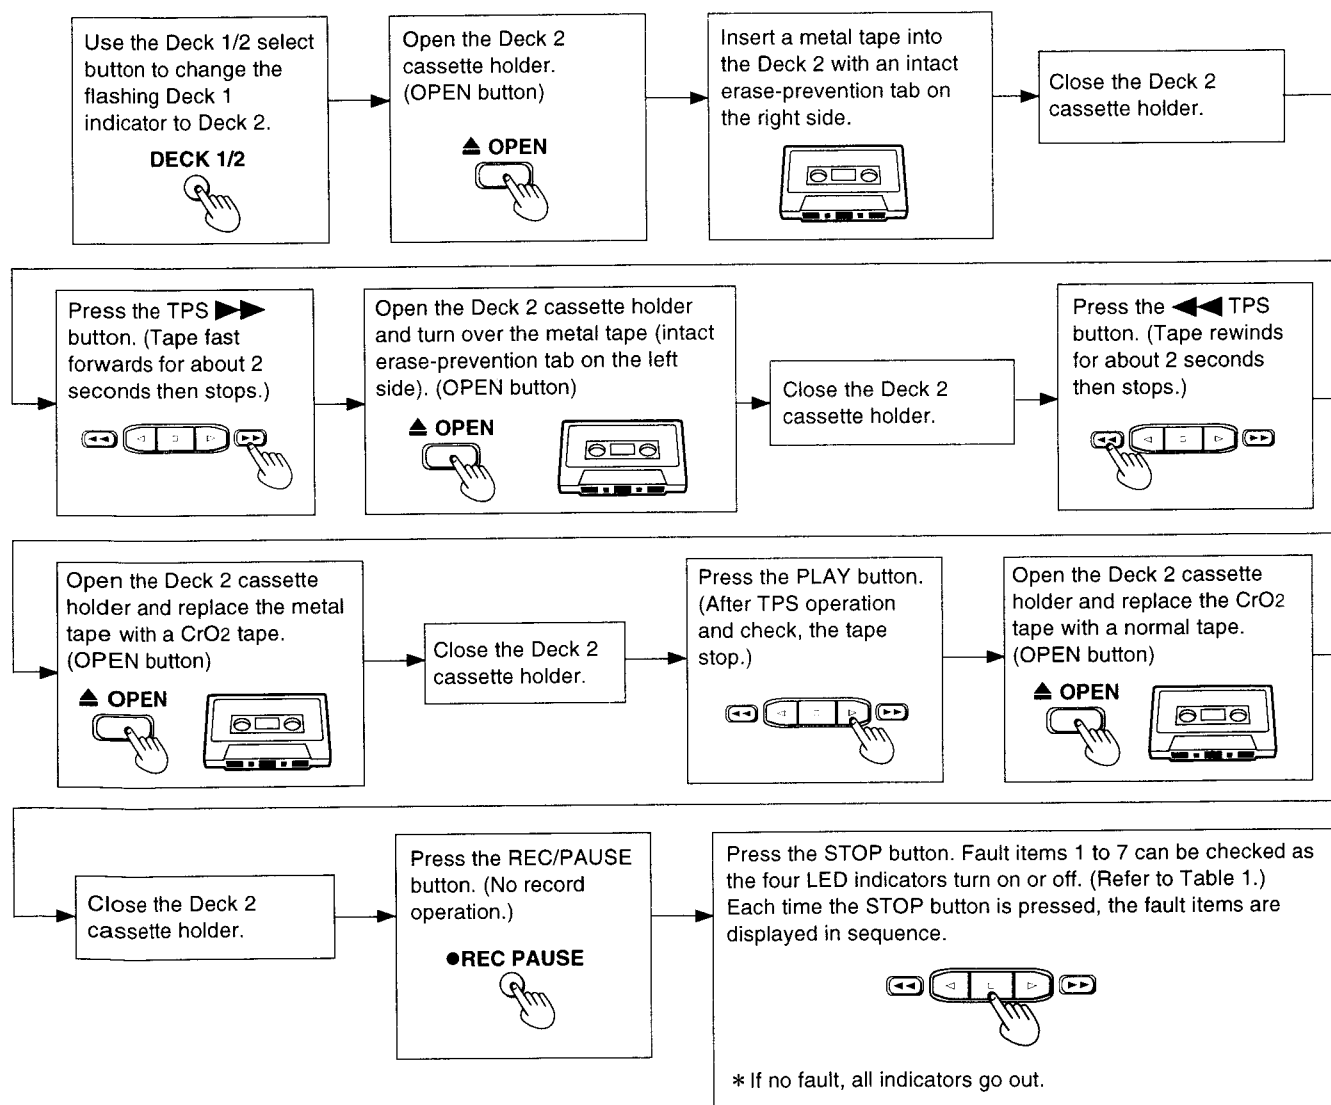 Use the Deck 1/2 select
button to change the
flashing Deck 1
indicator to Deck 2.
DECK 1/2
Open the Deck 2
cassette holder.
(OPEN button)
▲ OPEN
Insert a metal tape into
the Deck 2 with an intact
erase-prevention tab on
the right side.
Close the Deck 2
cassette holder.
Press the TPS ▶▶
button. (Tape fast
forwards for about 2
seconds then stops.)
Open the Deck 2 cassette holder
and turn over the metal tape (intact
erase-prevention tab on the left
side). (OPEN button)
▲ OPEN
Close the Deck 2
cassette holder.
Press the ◀◀ TPS
button. (Tape rewinds
for about 2 seconds
then stops.)
Open the Deck 2 cassette
holder and replace the metal
tape with a CrO2 tape.
(OPEN button)
▲ OPEN
Close the Deck 2
cassette holder.
Press the PLAY button.
(After TPS operation
and check, the tape
stop.)
Open the Deck 2 cassette
holder and replace the CrO2
tape with a normal tape.
(OPEN button)
▲ OPEN
Close the Deck 2
cassette holder.
Press the REC/PAUSE
button. (No record
operation.)
●REC PAUSE
Press the STOP button. Fault items 1 to 7 can be checked as
the four LED indicators turn on or off. (Refer to Table 1.)
Each time the STOP button is pressed, the fault items are
displayed in sequence.
* If no fault, all indicators go out.